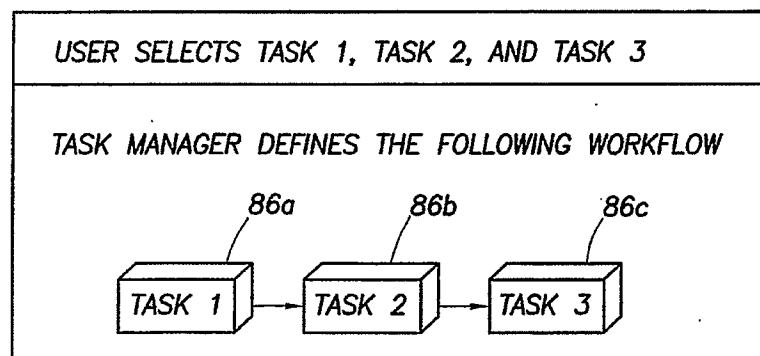 USER SELECTS TASK 1, TASK 2, AND TASK 3
TASK MANAGER DEFINES THE FOLLOWING WORKFLOW
86a 86b 86c
TASK 1 TASK 2 TASK 3